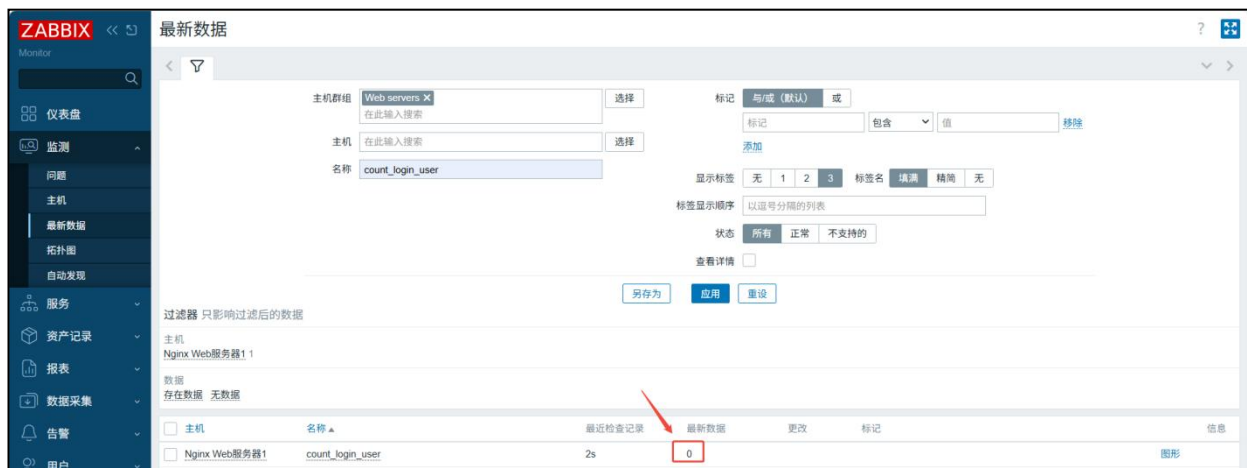 ZABBIX
最新数据
Monitor
仪表盘
监测
问题
主机
最新数据
拓扑图
自动发现
服务
资产记录
报表
数据采集
告警
用户
主机群组 Web servers 选择
在此输入搜索
主机 在此输入搜索 选择
名称 count_login_user
标记 与/或（默认） 或
标记 包含 值 移除
添加
显示标签 无 1 2 3 标签名 填满 精简 无
标签显示顺序 以逗号分隔的列表
状态 所有 正常 不支持的
查看详情
另存为 应用 重设
过滤器 只影响过滤后的数据
主机
Nginx Web服务器1 1
数据
存在数据 无数据
主机 名称 最近检查记录 最新数据 更改 标记 信息
Nginx Web服务器1 count_login_user 2s 0 图形